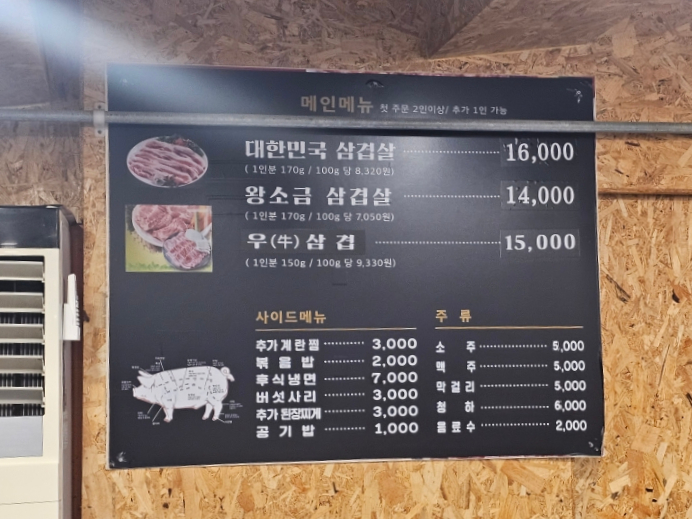 메인메뉴 첫 주문 2인이상/ 추가 1인 가능
대한민국 삼겹살 16,000
( 1인분 170g / 100g 당 8,320원)
왕소금 삼겹살 14,000
( 1인분 170g / 100g 당 7,050원)
우(牛)삼겹 15,000
( 1인분 150g / 100g 당 9,330원)
사이드메뉴
추가계란찜 3,000
볶음밥 2,000
후식냉면 7,000
버섯사리 3,000
추가 된장찌개 3,000
공기밥 1,000
주 류
소 주 5,000
맥 주 5,000
막걸리 5,000
청 하 6,000
음료수 2,000